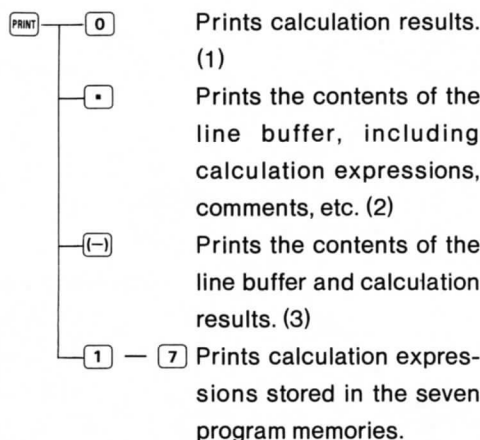 PRINT 0 Prints calculation results.
(1)
• Prints the contents of the
line buffer, including
calculation expressions,
comments, etc. (2)
(−) Prints the contents of the
line buffer and calculation
results. (3)
1 — 7 Prints calculation expres-
sions stored in the seven
program memories.